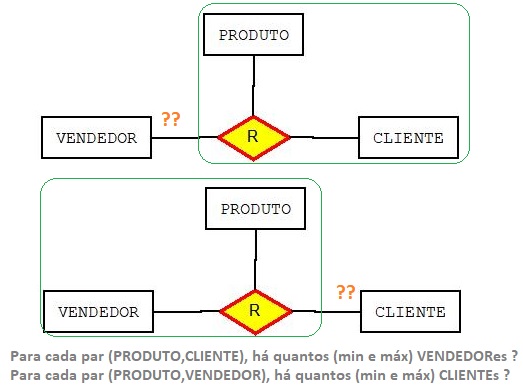 PRODUTO
??
VENDEDOR
R
CLIENTE
PRODUTO
??
VENDEDOR
R
CLIENTE
Para cada par (PRODUTO,CLIENTE), há quantos (min e máx) VENDEDORes ?
Para cada par (PRODUTO,VENDEDOR), há quantos (min e máx) CLIENTEs ?